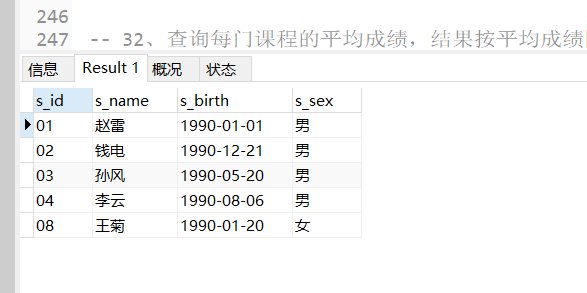 246
247 -- 32、查询每门课程的平均成绩，结果按平均成绩
信息 Result 1 概况 状态
s_id s_name s_birth s_sex
01 赵雷 1990-01-01 男
02 钱电 1990-12-21 男
03 孙风 1990-05-20 男
04 李云 1990-08-06 男
08 王菊 1990-01-20 女